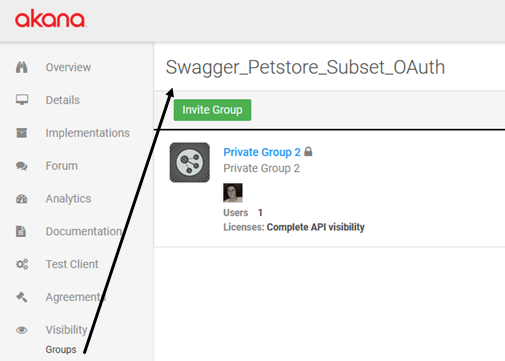 akana
Overview
Details
Implementations
Forum
Analytics
Documentation
Test Client
Agreements
Visibility
Groups
Swagger_Petstore_Subset_OAuth
Invite Group
Private Group 2
Private Group 2
Users 1
Licenses: Complete API visibility